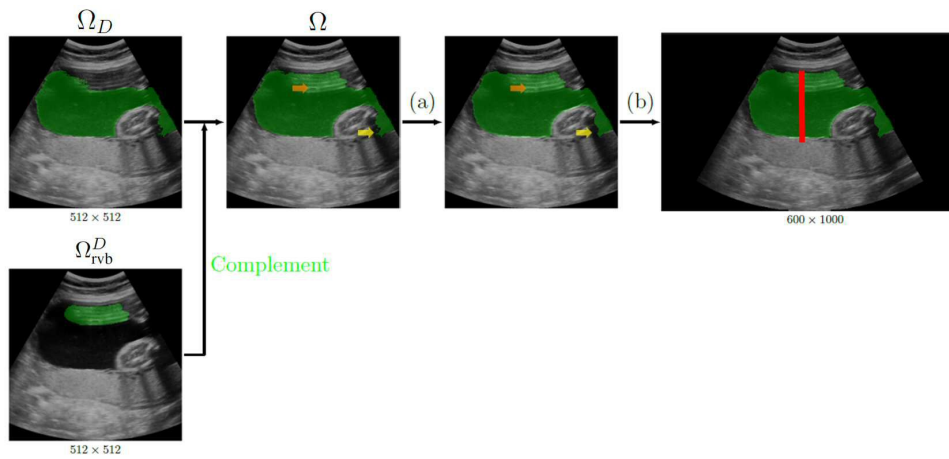 Ω_D
Ω
(a)
(b)
512 × 512
600 × 1000
Ω^D_rvb
Complement
512 × 512